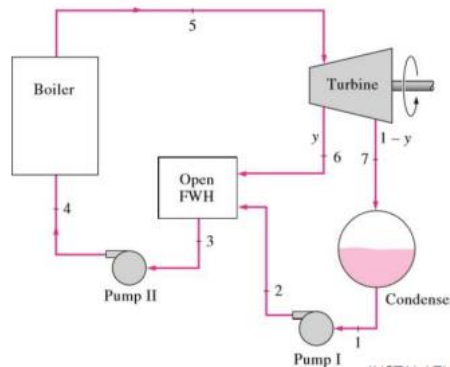 5
Boiler
Turbine
y
1 – y
6
7
Open
FWH
4
3
2
Pump II
Condense
1
Pump I